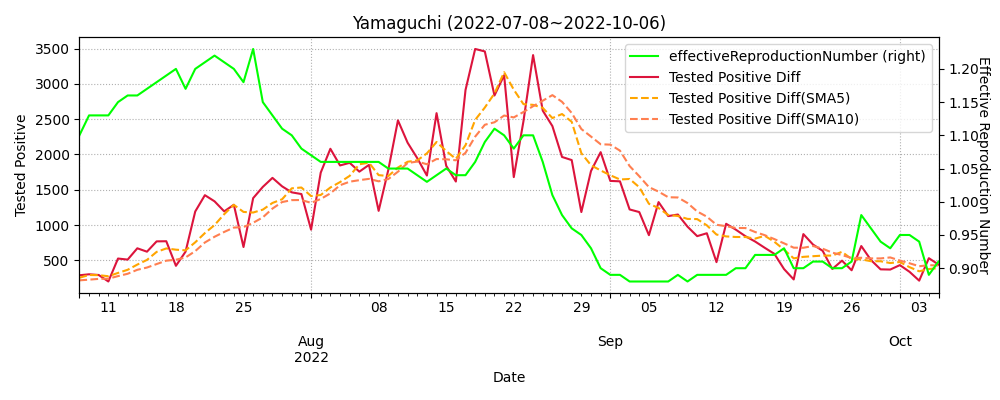 Yamaguchi (2022-07-08~2022-10-06)
effectiveReproductionNumber (right)
Tested Positive Diff
Tested Positive Diff(SMA5)
Tested Positive Diff(SMA10)
Tested Positive
3500
3000
2500
2000
1500
1000
500
Effective Reproduction Number
1.20
1.15
1.10
1.05
1.00
0.95
0.90
11 18 25 08 15 22 29 05 12 19 26 03
Aug Sep Oct
2022
Date